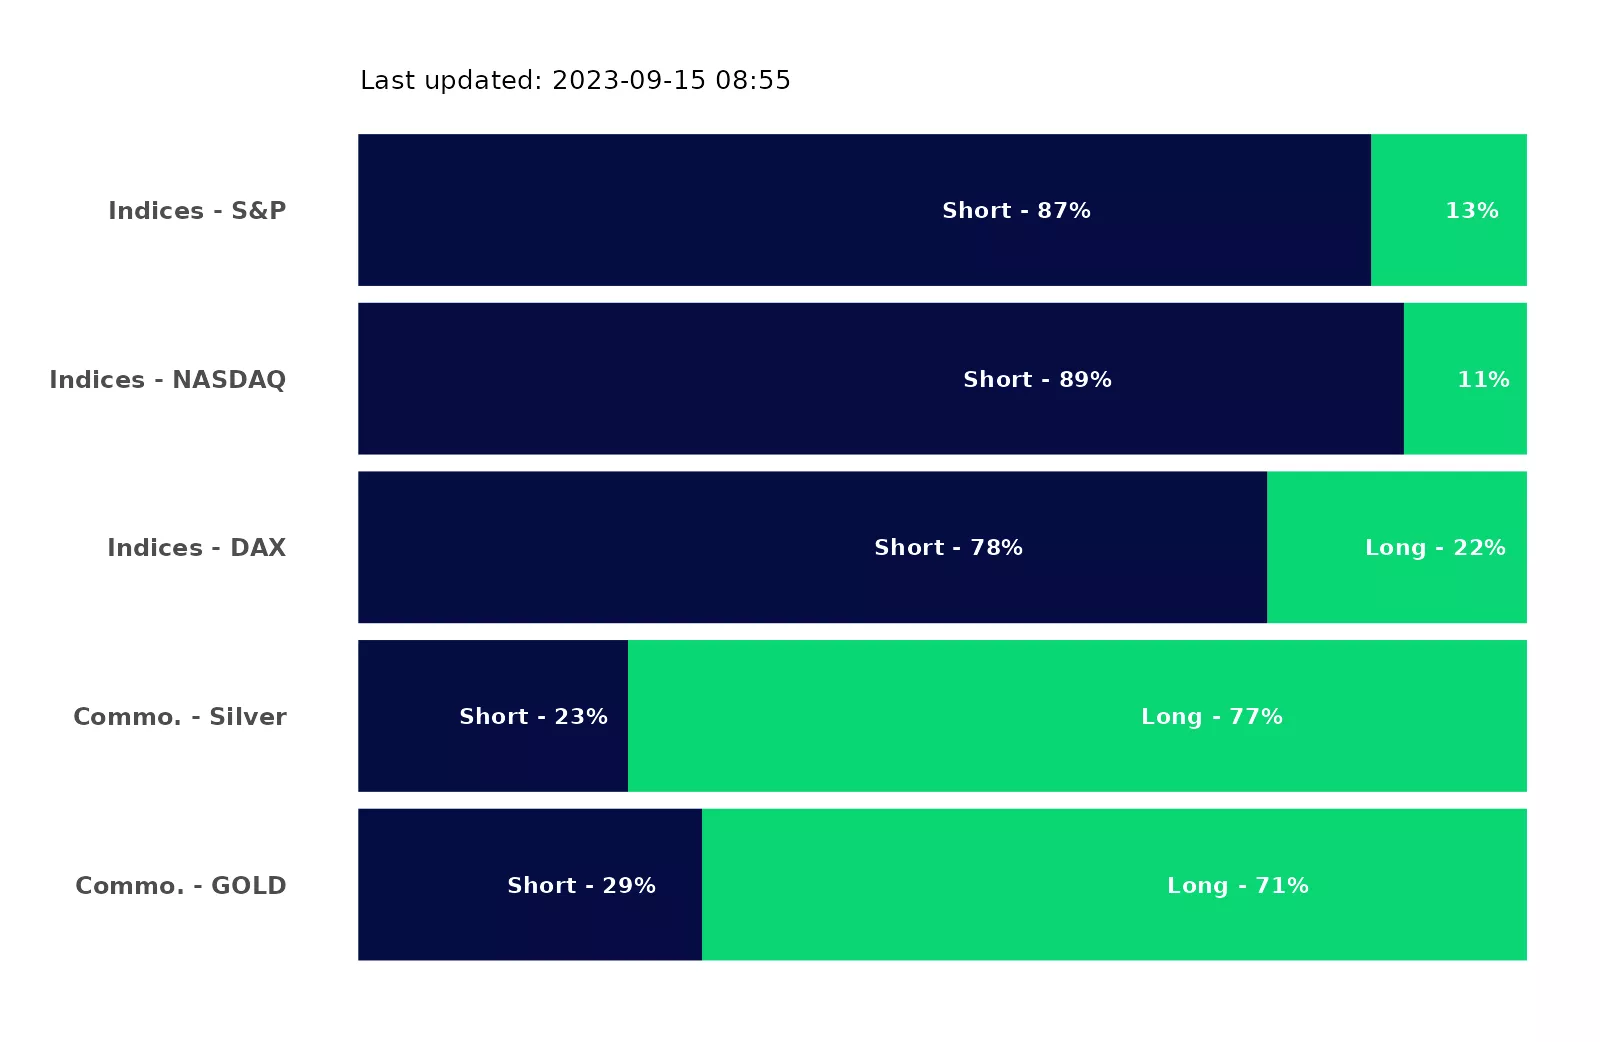 Last updated: 2023-09-15 08:55
Indices - S&P Short - 87% 13%
Indices - NASDAQ Short - 89% 11%
Indices - DAX Short - 78% Long - 22%
Commo. - Silver Short - 23% Long - 77%
Commo. - GOLD Short - 29% Long - 71%